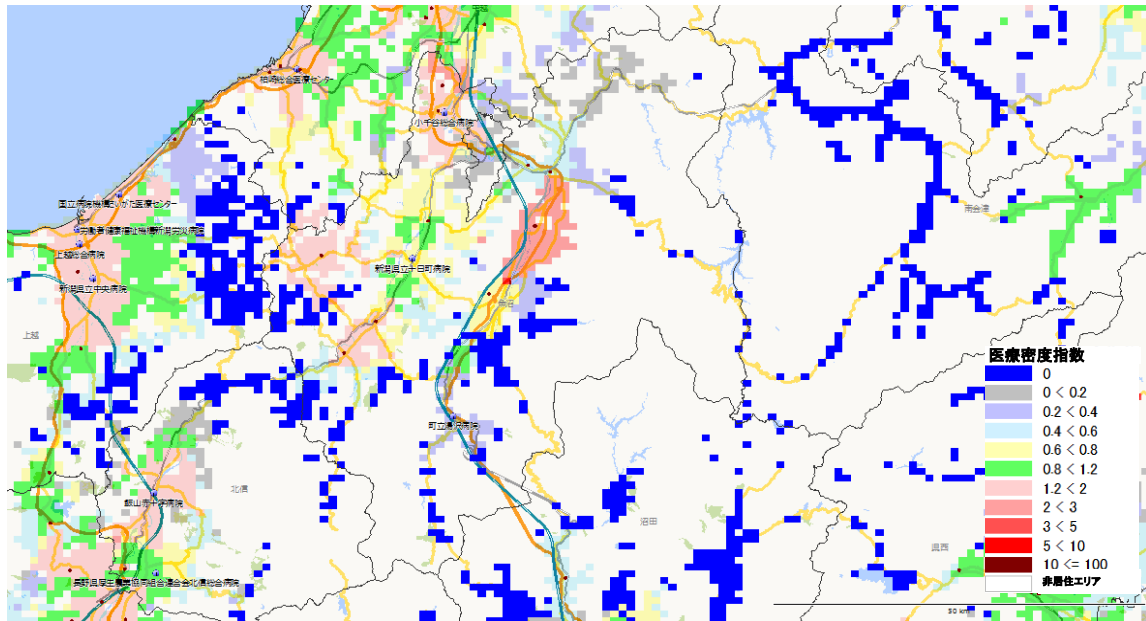 柏崎総合医療センター
小千谷総合病院
国立病院機構さいがた医療センター
労働者健康福祉機構新潟労災病院
上越総合病院
新潟県立中央病院
新潟県立十日町病院
南会津
上越
町立湯沢病院
北信
飯山赤十字病院
沼田
県西
長野県厚生農業協同組合連合会北信総合病院
医療密度指数
0
0 < 0.2
0.2 < 0.4
0.4 < 0.6
0.6 < 0.8
0.8 < 1.2
1.2 < 2
2 < 3
3 < 5
5 < 10
10 <= 100
非居住エリア
50 km